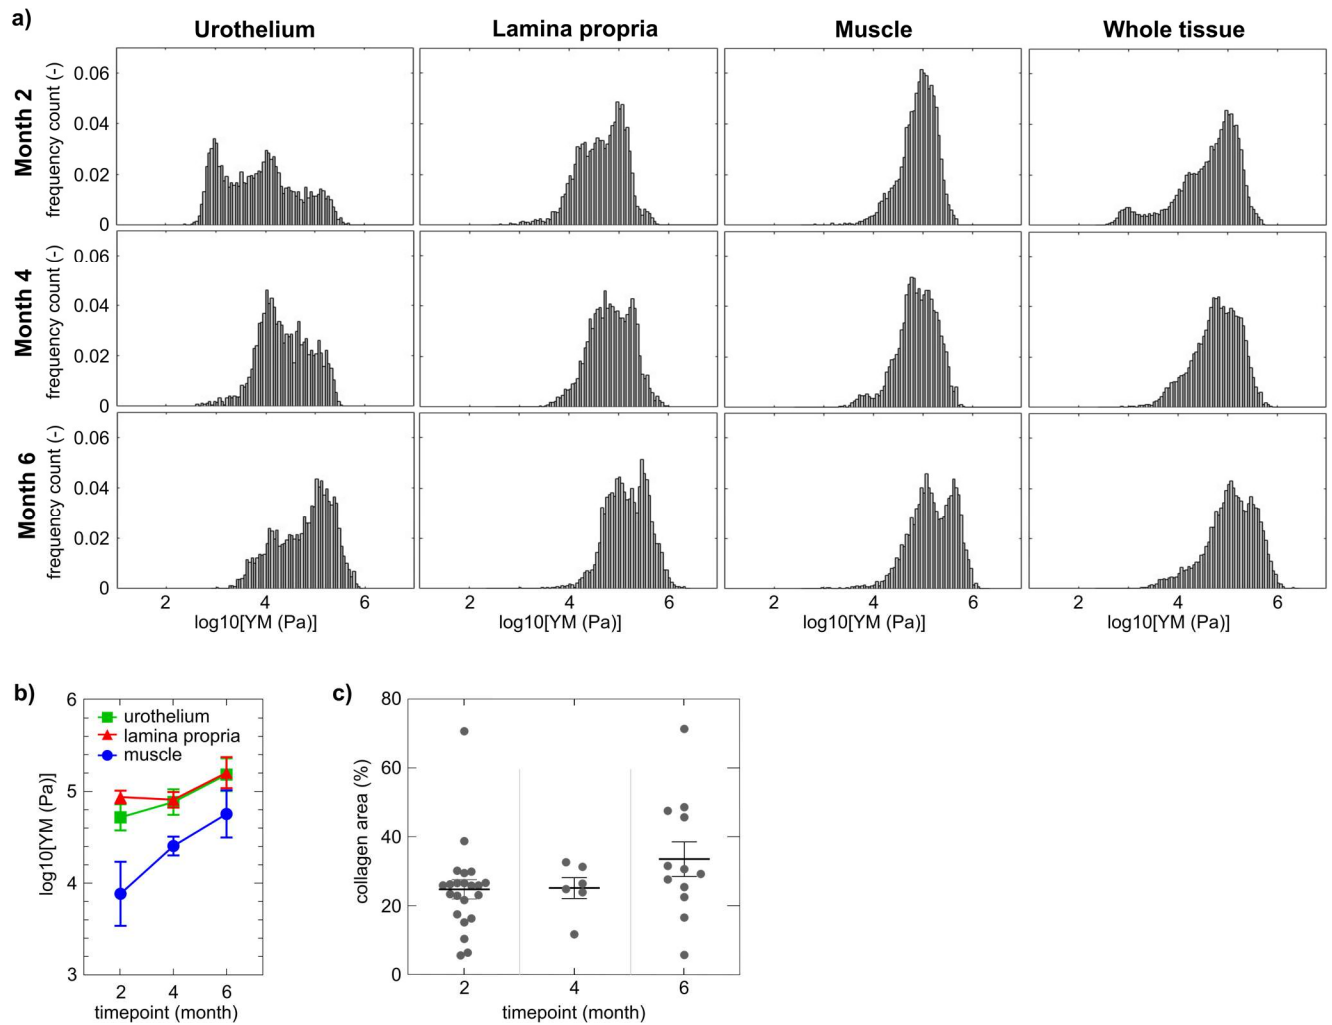 a)
Urothelium Lamina propria Muscle Whole tissue
Month 2
frequency count (-)
0.06
0.04
0.02
0
Month 4
frequency count (-)
0.06
0.04
0.02
0
Month 6
frequency count (-)
0.06
0.04
0.02
0
2 4 6 2 4 6 2 4 6 2 4 6
log10[YM (Pa)] log10[YM (Pa)] log10[YM (Pa)] log10[YM (Pa)]
b)
log10[YM (Pa)]
6
5
4
3
urothelium
lamina propria
muscle
2 4 6
timepoint (month)
c)
collagen area (%)
80
60
40
20
0
2 4 6
timepoint (month)